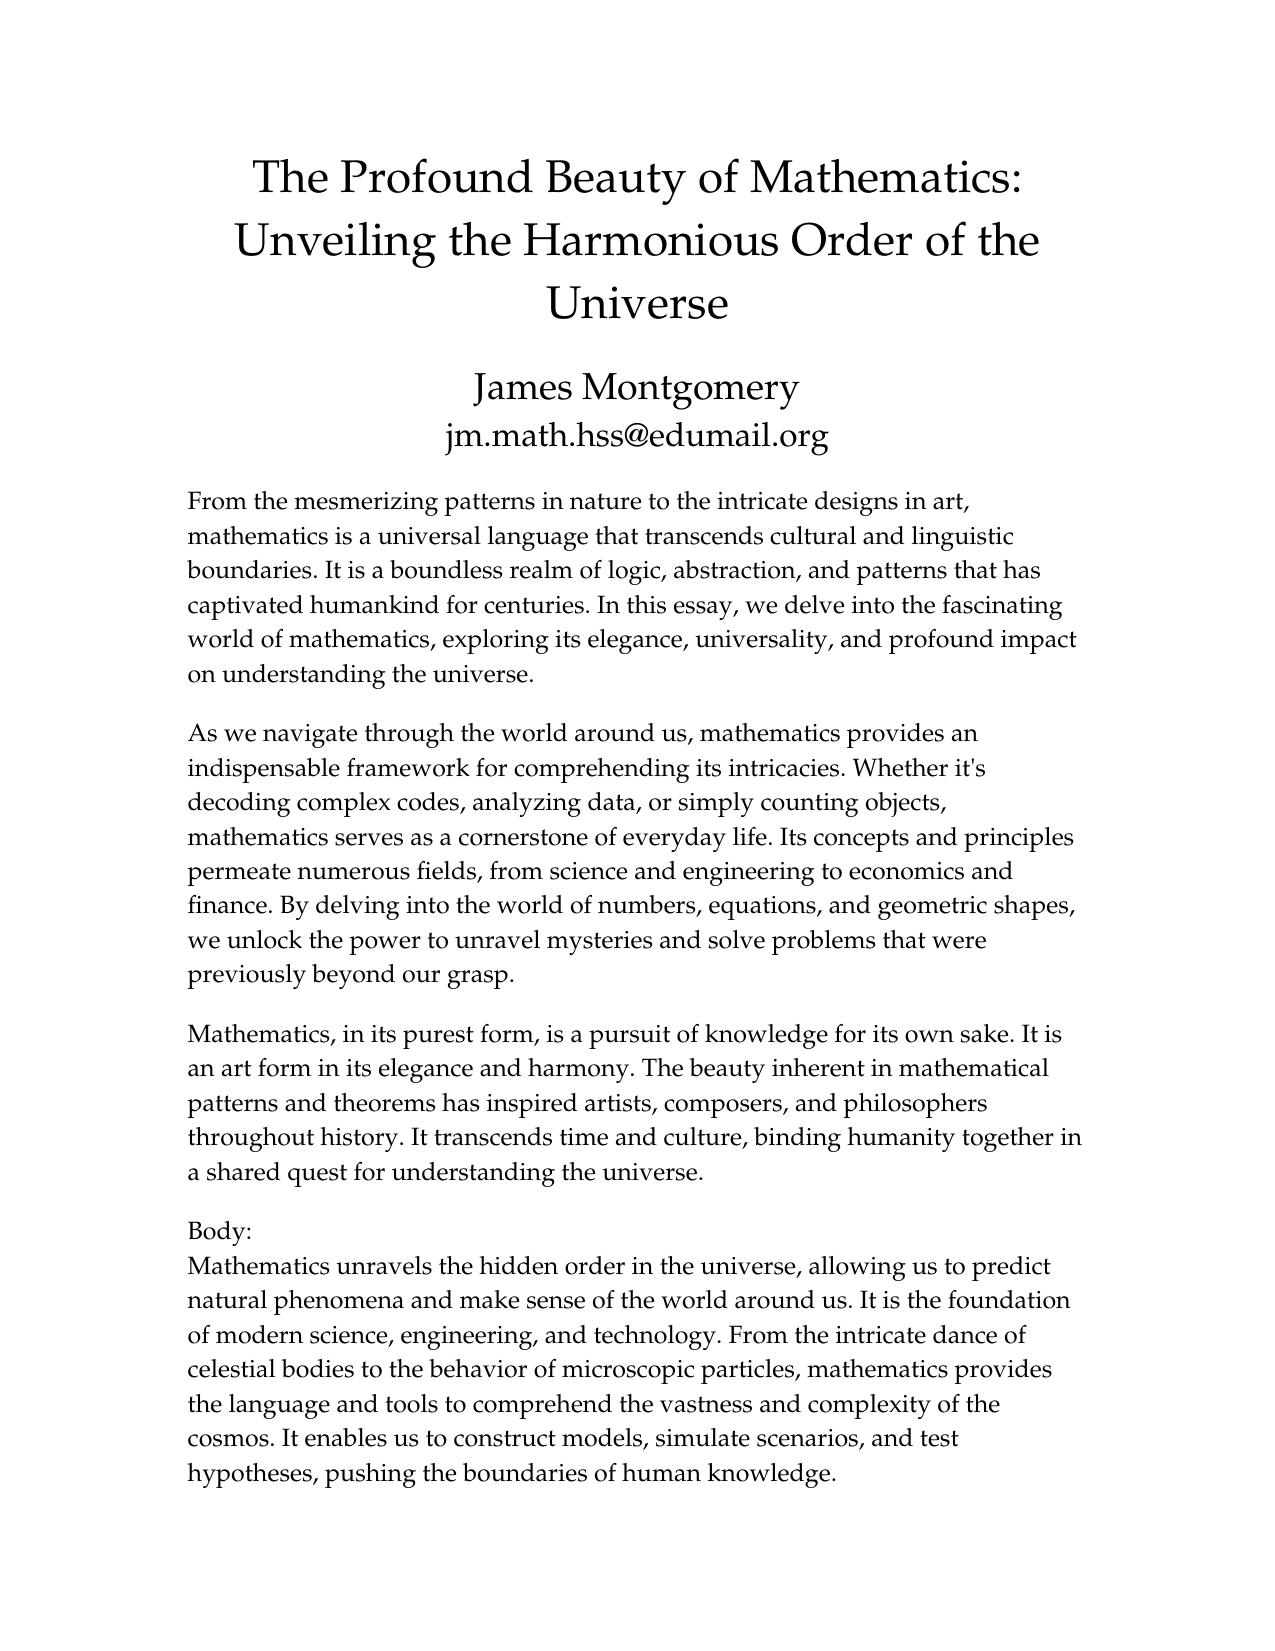 The Profound Beauty of Mathematics:
Unveiling the Harmonious Order of the
Universe
James Montgomery
jm.math.hss@edumail.org
From the mesmerizing patterns in nature to the intricate designs in art,
mathematics is a universal language that transcends cultural and linguistic
boundaries. It is a boundless realm of logic, abstraction, and patterns that has
captivated humankind for centuries. In this essay, we delve into the fascinating
world of mathematics, exploring its elegance, universality, and profound impact
on understanding the universe.
As we navigate through the world around us, mathematics provides an
indispensable framework for comprehending its intricacies. Whether it's
decoding complex codes, analyzing data, or simply counting objects,
mathematics serves as a cornerstone of everyday life. Its concepts and principles
permeate numerous fields, from science and engineering to economics and
finance. By delving into the world of numbers, equations, and geometric shapes,
we unlock the power to unravel mysteries and solve problems that were
previously beyond our grasp.
Mathematics, in its purest form, is a pursuit of knowledge for its own sake. It is
an art form in its elegance and harmony. The beauty inherent in mathematical
patterns and theorems has inspired artists, composers, and philosophers
throughout history. It transcends time and culture, binding humanity together in
a shared quest for understanding the universe.
Body:
Mathematics unravels the hidden order in the universe, allowing us to predict
natural phenomena and make sense of the world around us. It is the foundation
of modern science, engineering, and technology. From the intricate dance of
celestial bodies to the behavior of microscopic particles, mathematics provides
the language and tools to comprehend the vastness and complexity of the
cosmos. It enables us to construct models, simulate scenarios, and test
hypotheses, pushing the boundaries of human knowledge.